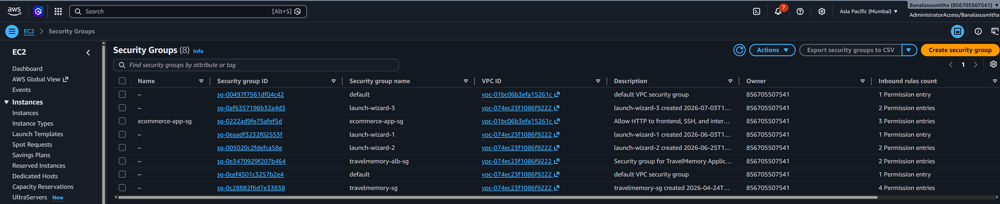 aws
Search [Alt+S]
7
Asia Pacific (Mumbai)
Banalasusmitha (856705507541)
AdministratorAccess/Banalasusmitha
EC2 > Security Groups
EC2
Dashboard
AWS Global View
Events
Instances
Instances
Instance Types
Launch Templates
Spot Requests
Savings Plans
Reserved Instances
Dedicated Hosts
Capacity Reservations
UltraServers New
Security Groups (8) Info
Actions
Export security groups to CSV
Create security group
Find security groups by attribute or tag
1
Name Security group ID Security group name VPC ID Description Owner Inbound rules count
– sg-00497f7561df04c42 default vpc-01bc06b3efa15261c default VPC security group 856705507541 1 Permission entry
– sg-0af6357196b32a4d3 launch-wizard-3 vpc-074ec23f1086f9222 launch-wizard-3 created 2026-07-03T1... 856705507541 2 Permission entries
ecommerce-app-sg sg-0222ad9fe75afef5d ecommerce-app-sg vpc-01bc06b3efa15261c Allow HTTP to frontend, SSH, and inter... 856705507541 3 Permission entries
– sg-0eaadf3232f02553f launch-wizard-1 vpc-074ec23f1086f9222 launch-wizard-1 created 2026-06-03T1... 856705507541 1 Permission entry
– sg-005020c2fdefca58e launch-wizard-2 vpc-074ec23f1086f9222 launch-wizard-2 created 2026-06-25T1... 856705507541 2 Permission entries
– sg-0e3470929f207b464 travelmemory-alb-sg vpc-074ec23f1086f9222 Security group for TravelMemory Applic... 856705507541 2 Permission entries
– sg-0cef4501c3257b2e4 default vpc-074ec23f1086f9222 default VPC security group 856705507541 1 Permission entry
– sg-0c28882f6d7e33838 travelmemory-sg vpc-074ec23f1086f9222 travelmemory-sg created 2026-04-24T... 856705507541 4 Permission entries